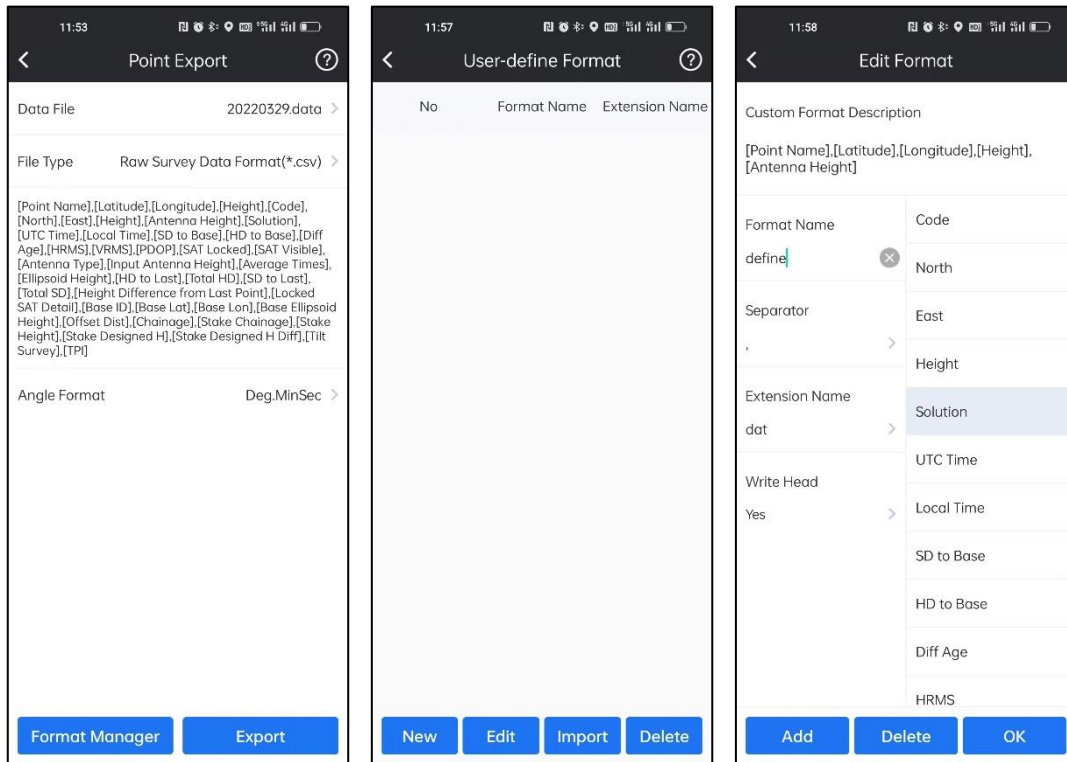 11:53
Point Export
Data File 20220329.data
File Type Raw Survey Data Format(*.csv)
[Point Name],[Latitude],[Longitude],[Height],[Code],
[North],[East],[Height],[Antenna Height],[Solution],
[UTC Time],[Local Time],[SD to Base],[HD to Base],[Diff
Age],[HRMS],[VRMS],[PDOP],[SAT Locked],[SAT Visible],
[Antenna Type],[Input Antenna Height],[Average Times],
[Ellipsoid Height],[HD to Last],[Total HD],[SD to Last],
[Total SD],[Height Difference from Last Point],[Locked
SAT Detail],[Base ID],[Base Lat],[Base Lon],[Base Ellipsoid
Height],[Offset Dist],[Chainage],[Stake Chainage],[Stake
Height],[Stake Designed H],[Stake Designed H Diff],[Tilt
Survey],[TPI]
Angle Format Deg.MinSec
Format Manager Export
11:57
User-define Format
No Format Name Extension Name
New Edit Import Delete
11:58
Edit Format
Custom Format Description
[Point Name],[Latitude],[Longitude],[Height],
[Antenna Height]
Format Name
define
Separator
,
Extension Name
dat
Write Head
Yes
Code
North
East
Height
Solution
UTC Time
Local Time
SD to Base
HD to Base
Diff Age
HRMS
Add Delete OK